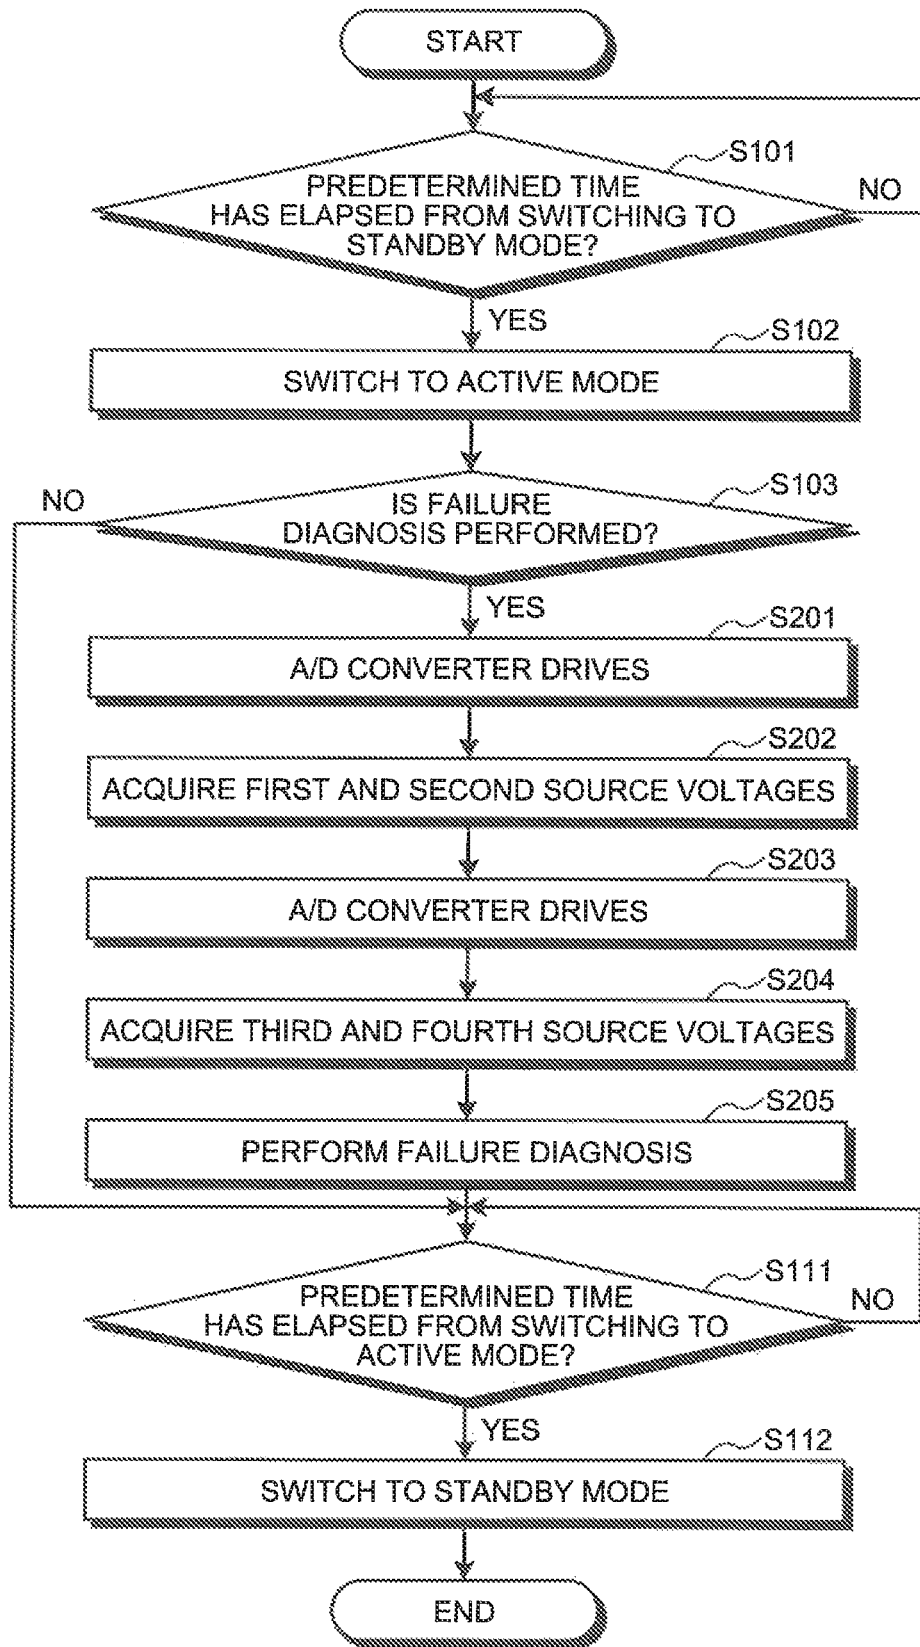 START
S101
PREDETERMINED TIME
HAS ELAPSED FROM SWITCHING TO
STANDBY MODE?
NO
YES
S102
SWITCH TO ACTIVE MODE
S103
NO
IS FAILURE
DIAGNOSIS PERFORMED?
YES
S201
A/D CONVERTER DRIVES
S202
ACQUIRE FIRST AND SECOND SOURCE VOLTAGES
S203
A/D CONVERTER DRIVES
S204
ACQUIRE THIRD AND FOURTH SOURCE VOLTAGES
S205
PERFORM FAILURE DIAGNOSIS
S111
PREDETERMINED TIME
HAS ELAPSED FROM SWITCHING TO
ACTIVE MODE?
NO
YES
S112
SWITCH TO STANDBY MODE
END